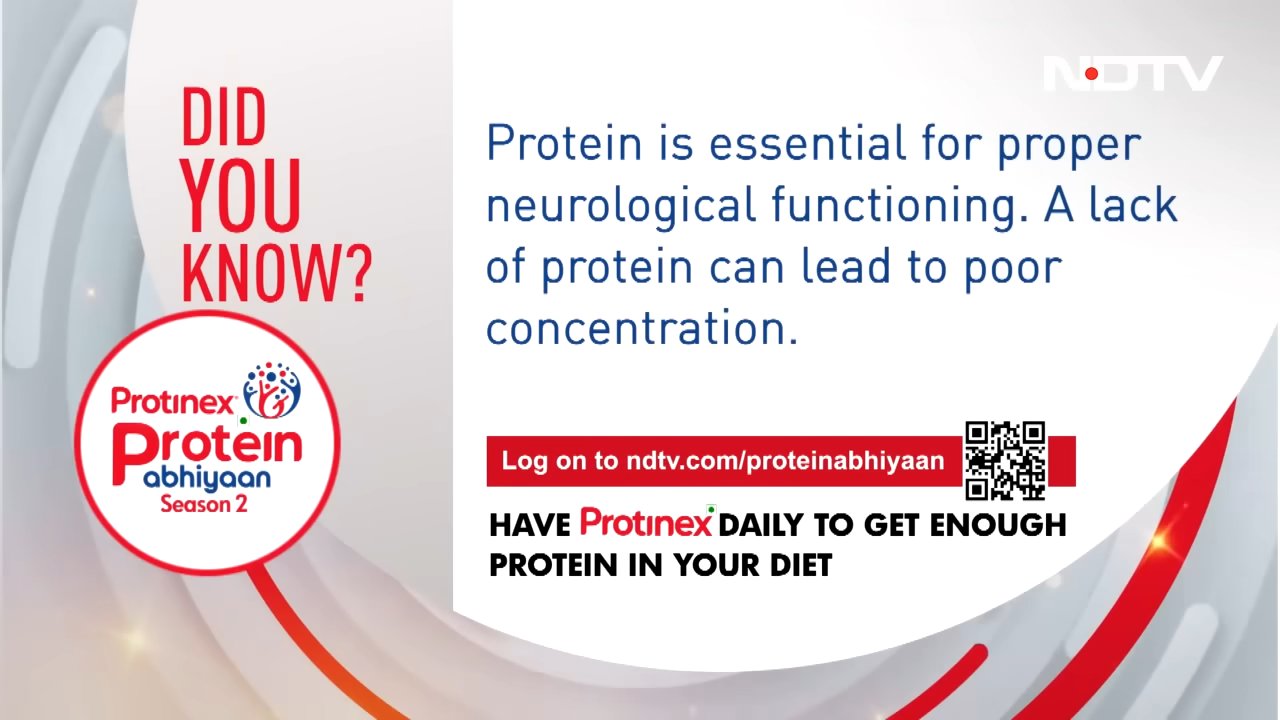 NDTV
DID
YOU
KNOW?
Protein is essential for proper
neurological functioning. A lack
of protein can lead to poor
concentration.
Protinex
Protein
abhiyaan
Season 2
Log on to ndtv.com/proteinabhiyaan
HAVE Protinex DAILY TO GET ENOUGH
PROTEIN IN YOUR DIET